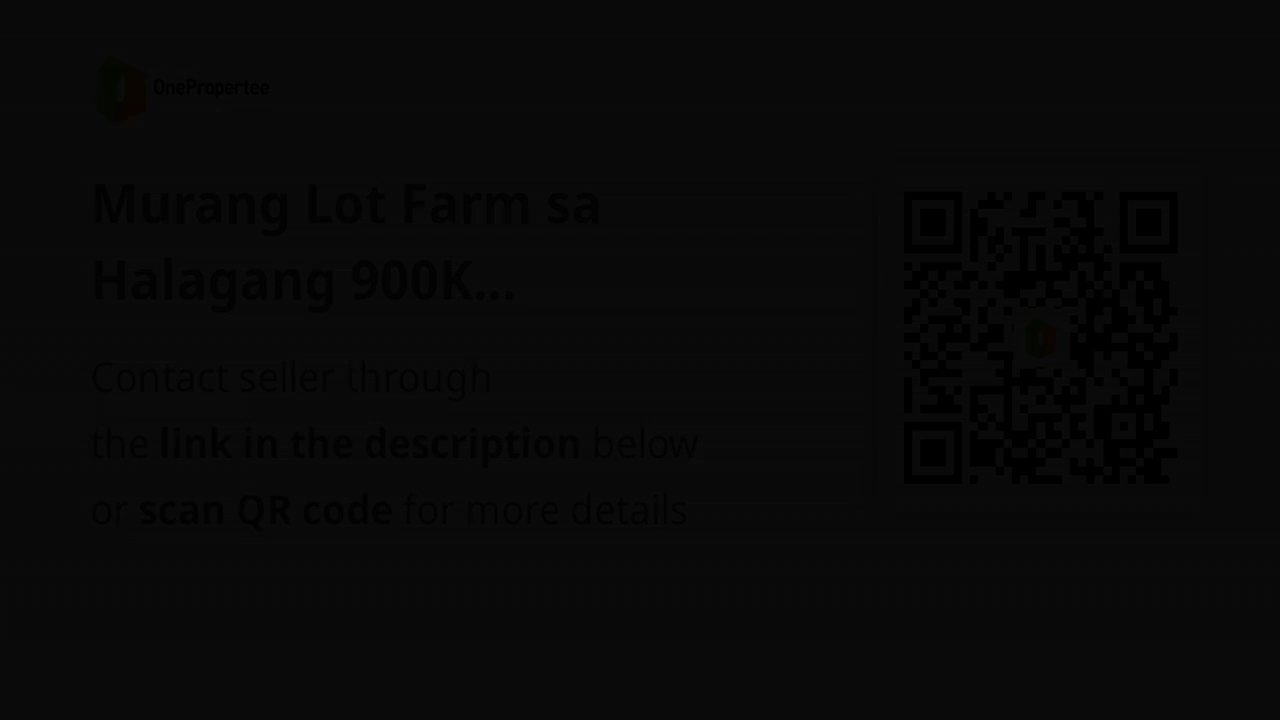 OnePropertee
Murang Lot Farm sa
Halagang 900K...
Contact seller through
the link in the description below
or scan QR code for more details